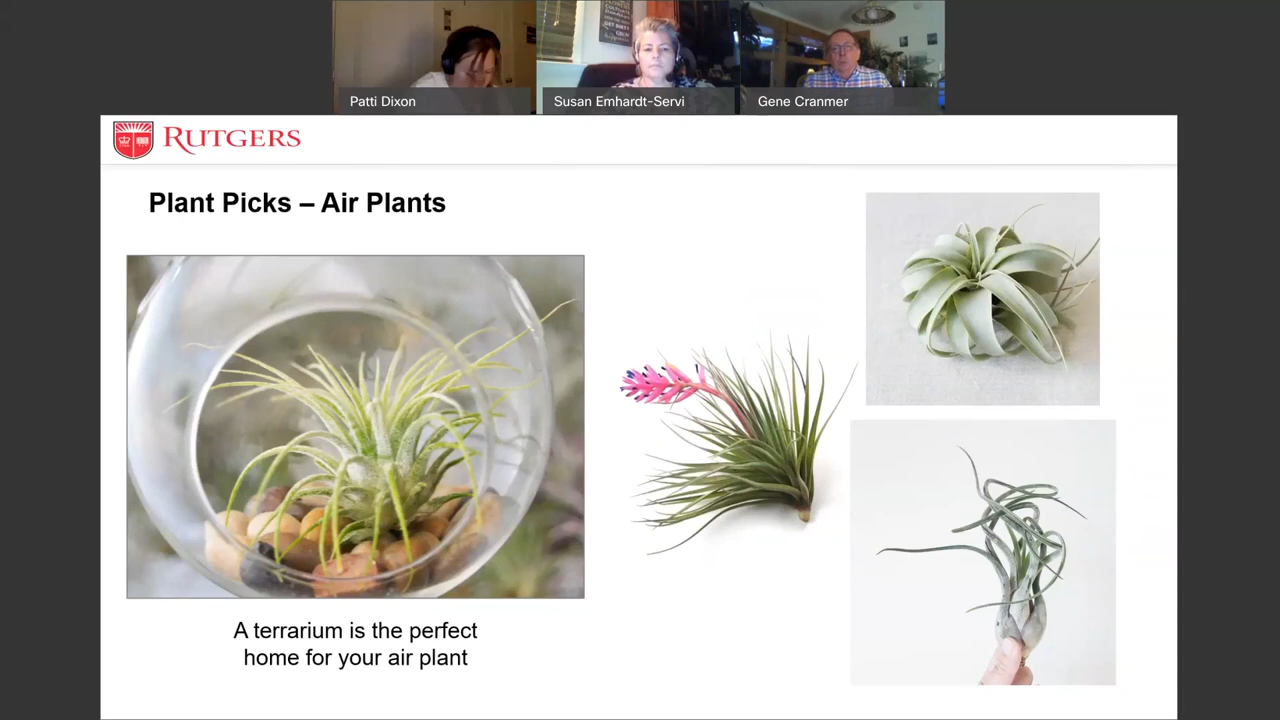 Patti Dixon
Susan Emhardt-Servi
Gene Cranmer
RUTGERS
Plant Picks – Air Plants
A terrarium is the perfect
home for your air plant